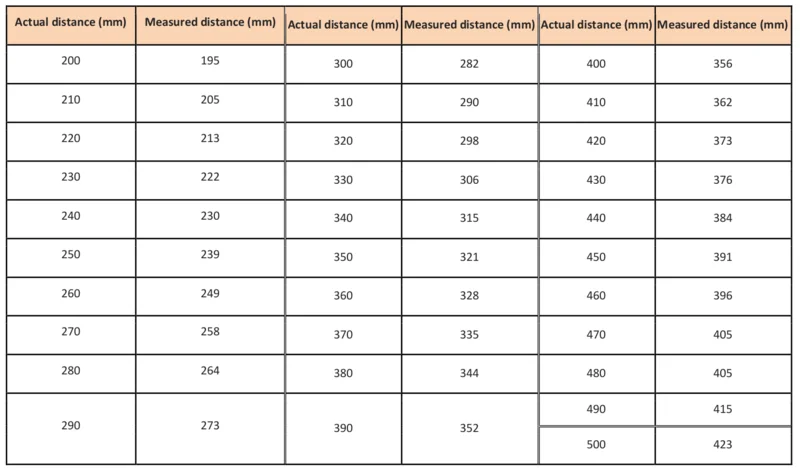 Actual distance (mm) Measured distance (mm) Actual distance (mm) Measured distance (mm) Actual distance (mm) Measured distance (mm)
200 195 300 282 400 356
210 205 310 290 410 362
220 213 320 298 420 373
230 222 330 306 430 376
240 230 340 315 440 384
250 239 350 321 450 391
260 249 360 328 460 396
270 258 370 335 470 405
280 264 380 344 480 405
290 273 390 352 490 415
500 423